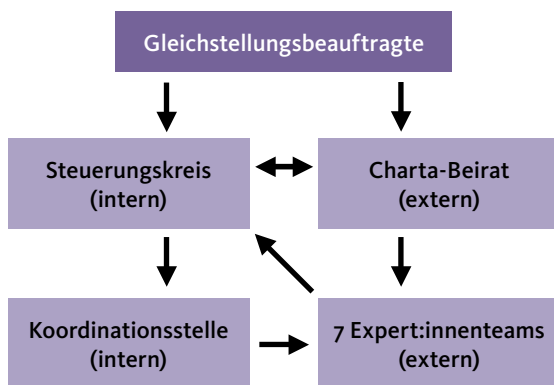 Gleichstellungsbeauftragte
Steuerungskreis
(intern)
Charta-Beirat
(extern)
Koordinationsstelle
(intern)
7 Expert:innenteams
(extern)